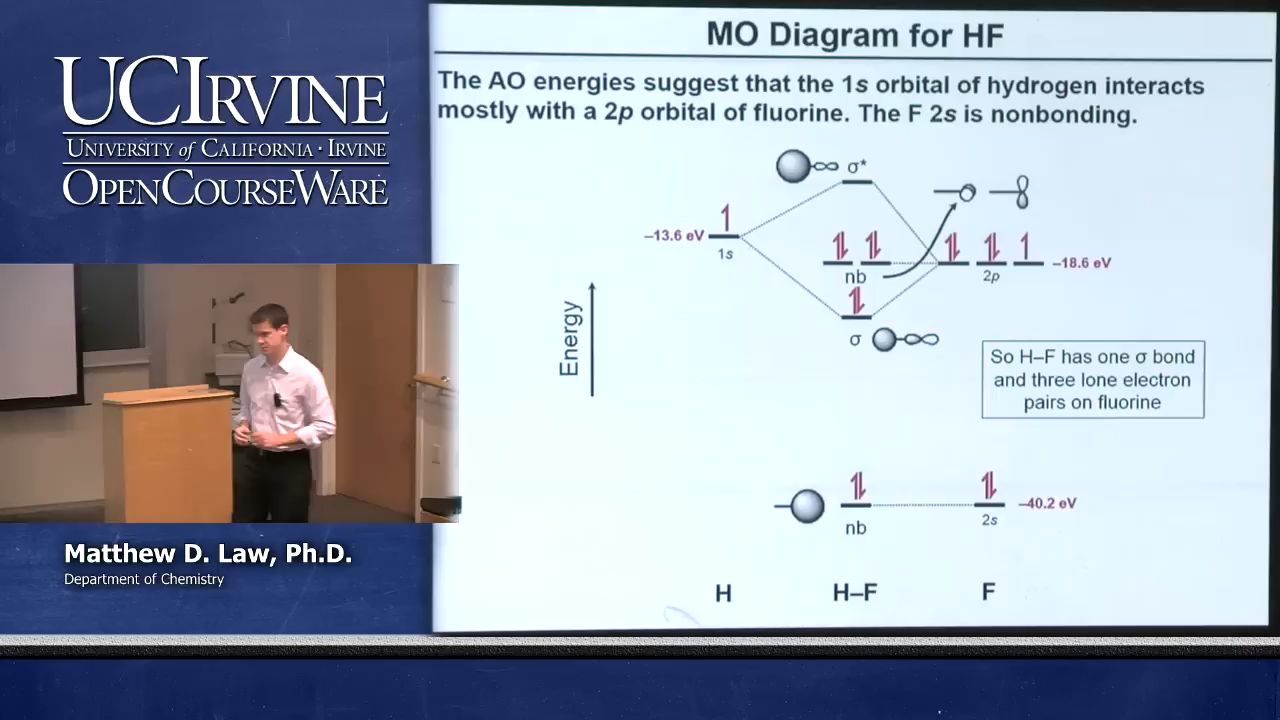 UCIRVINE
UNIVERSITY of CALIFORNIA · IRVINE
OPENCOURSEWARE
Matthew D. Law, Ph.D.
Department of Chemistry
MO Diagram for HF
The AO energies suggest that the 1s orbital of hydrogen interacts
mostly with a 2p orbital of fluorine. The F 2s is nonbonding.
σ*
–13.6 eV
1s
nb
2p
–18.6 eV
σ
Energy
So H–F has one σ bond
and three lone electron
pairs on fluorine
nb
2s
–40.2 eV
H
H–F
F